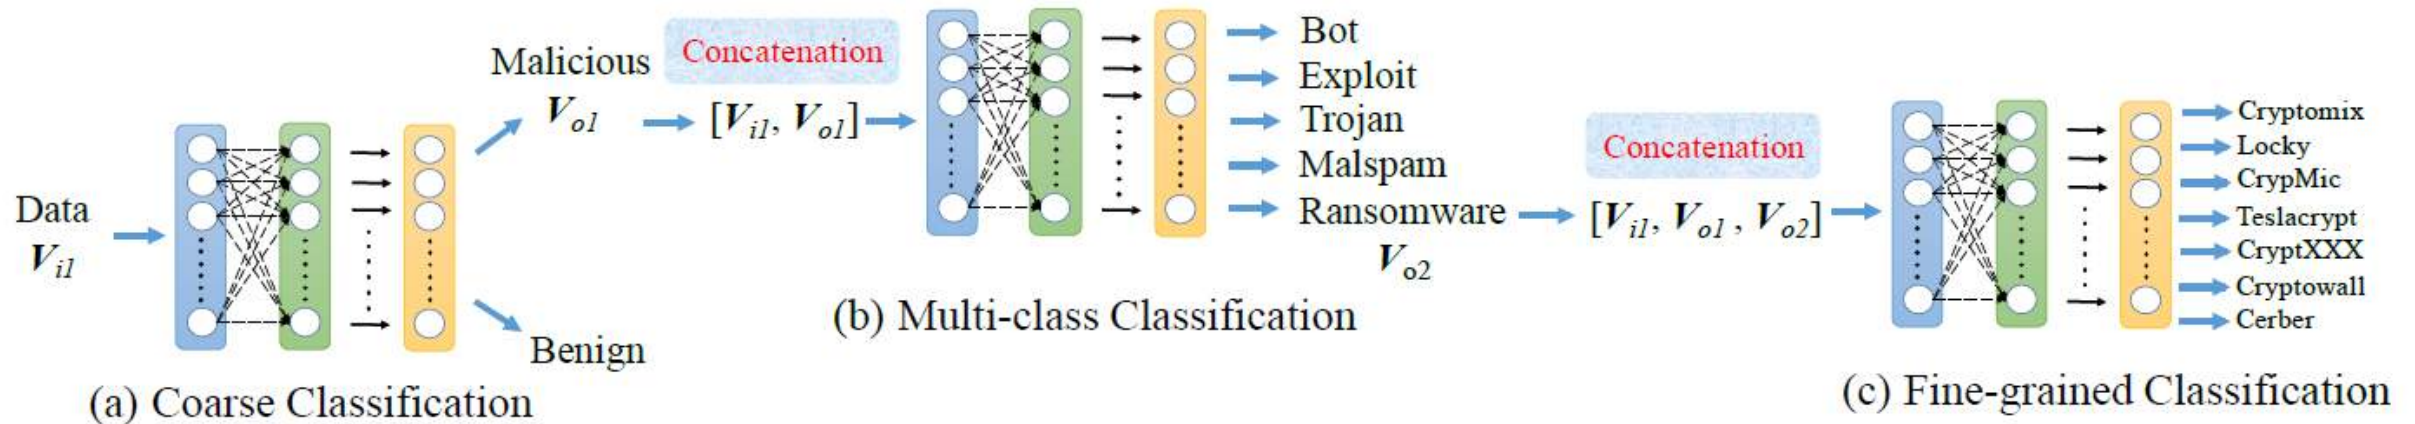 Data
V_i1
Malicious
V_o1
Benign
(a) Coarse Classification
Concatenation
[V_i1, V_o1]
Bot
Exploit
Trojan
Malspam
Ransomware
V_o2
(b) Multi-class Classification
Concatenation
[V_i1, V_o1 , V_o2]
Cryptomix
Locky
CrypMic
Teslacrypt
CryptXXX
Cryptowall
Cerber
(c) Fine-grained Classification